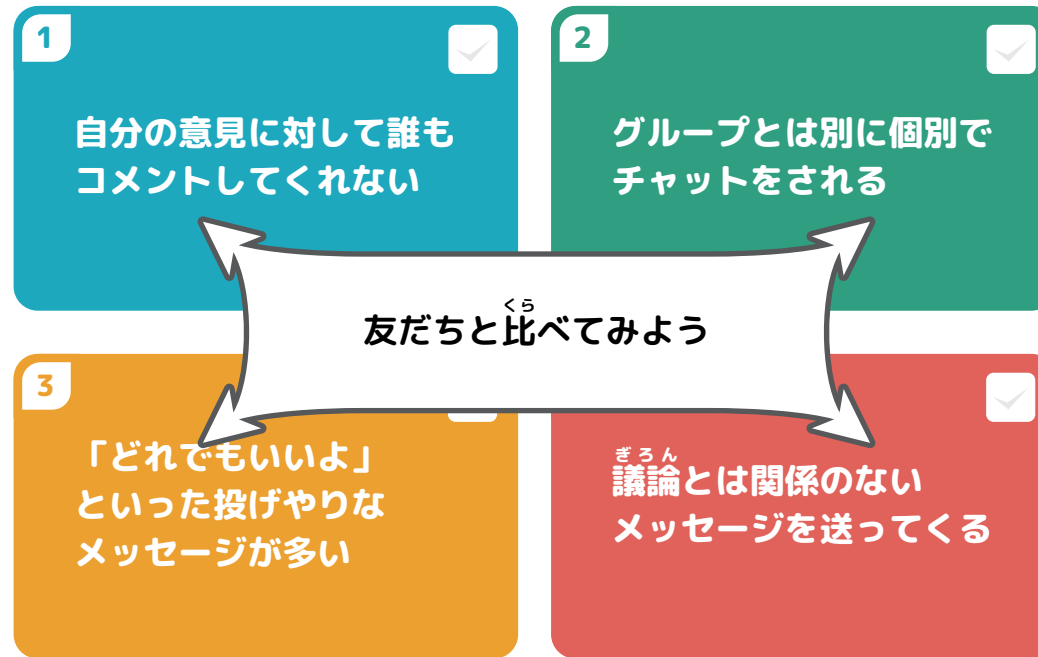 1
自分の意見に対して誰も
コメントしてくれない
2
グループとは別に個別で
チャットをされる
くら
友だちと比べてみよう
3
「どれでもいいよ」
といった投げやりな
メッセージが多い
ぎろん
議論とは関係のない
メッセージを送ってくる